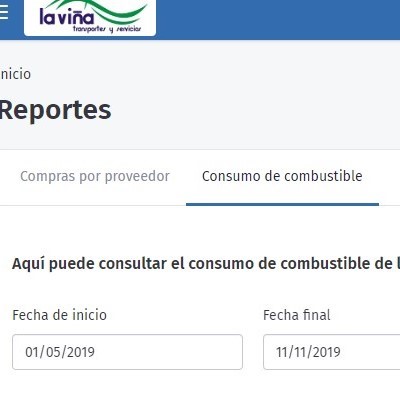 la viña
transportes y servicios
nicio
Reportes
Compras por proveedor Consumo de combustible
Aquí puede consultar el consumo de combustible de l
Fecha de inicio Fecha final
01/05/2019 11/11/2019